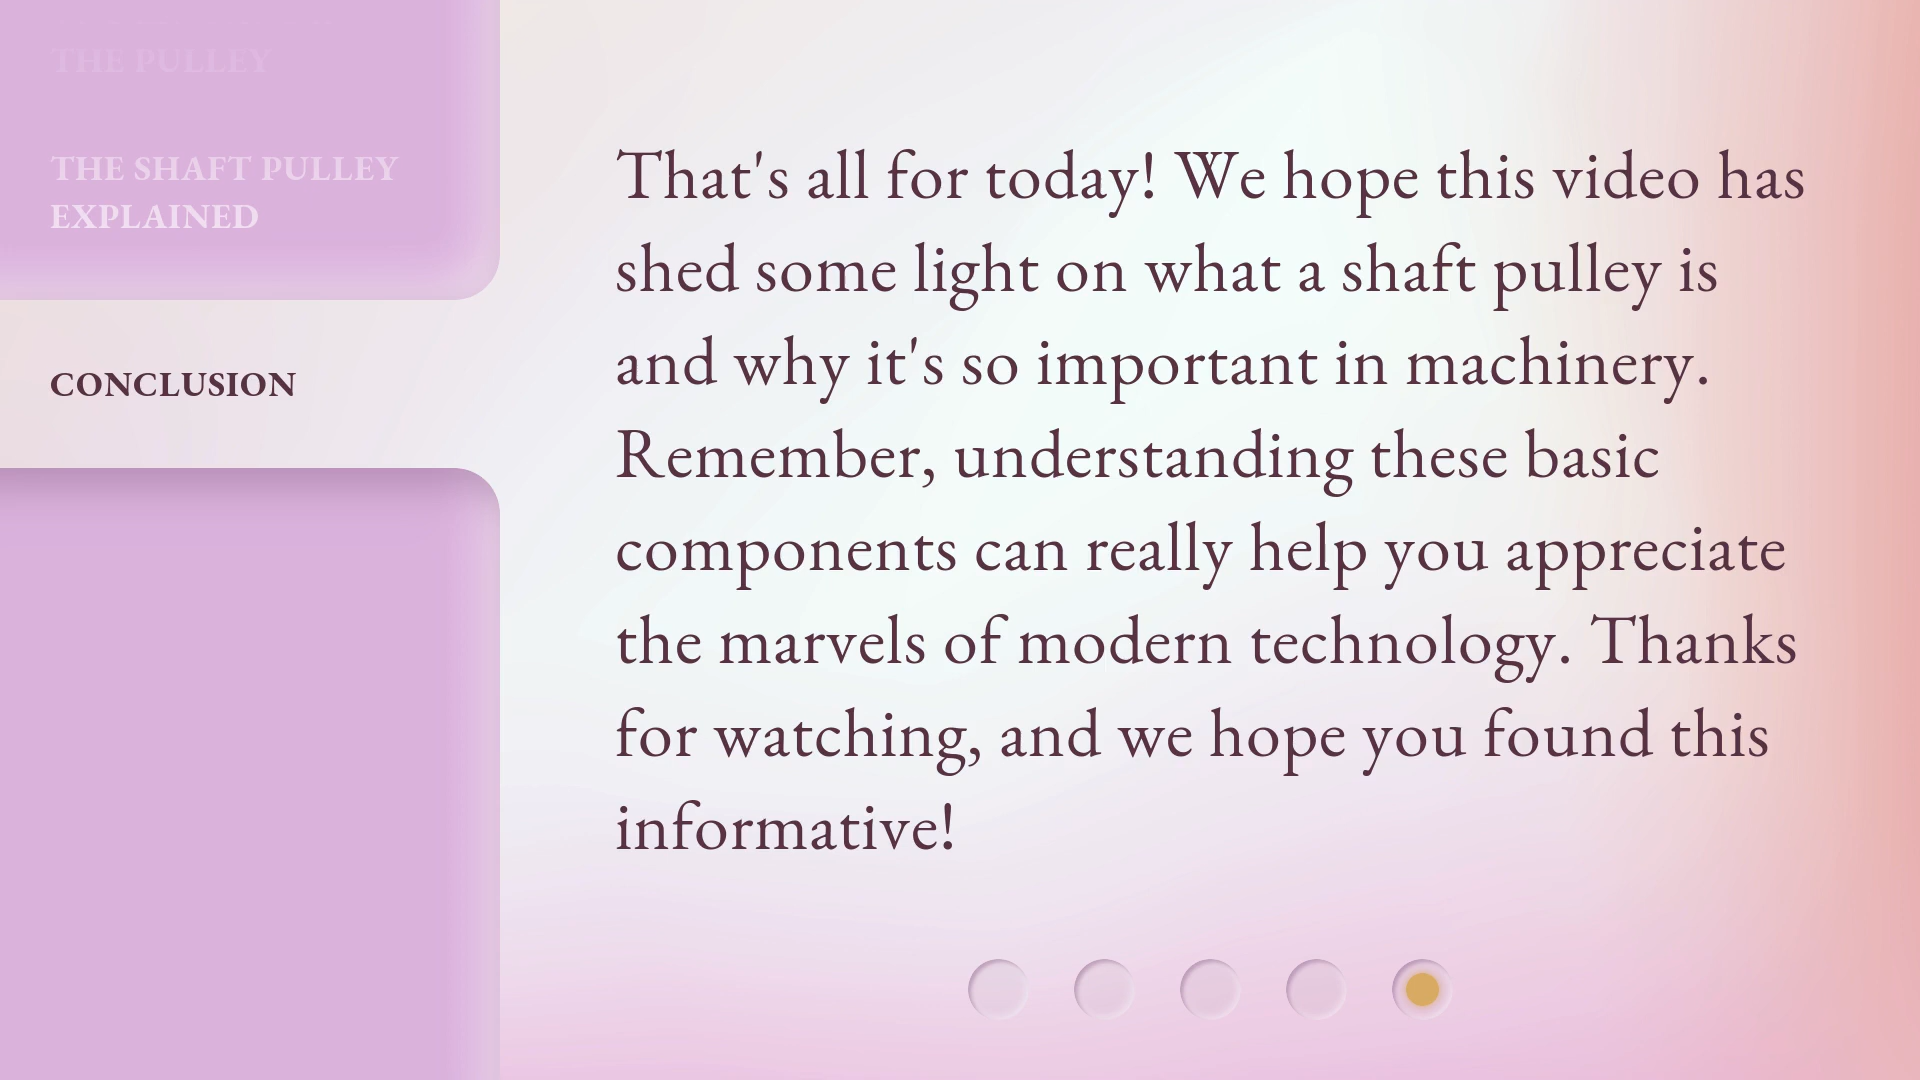 THE PULLEY
THE SHAFT PULLEY
EXPLAINED
CONCLUSION
That's all for today! We hope this video has
shed some light on what a shaft pulley is
and why it's so important in machinery.
Remember, understanding these basic
components can really help you appreciate
the marvels of modern technology. Thanks
for watching, and we hope you found this
informative!